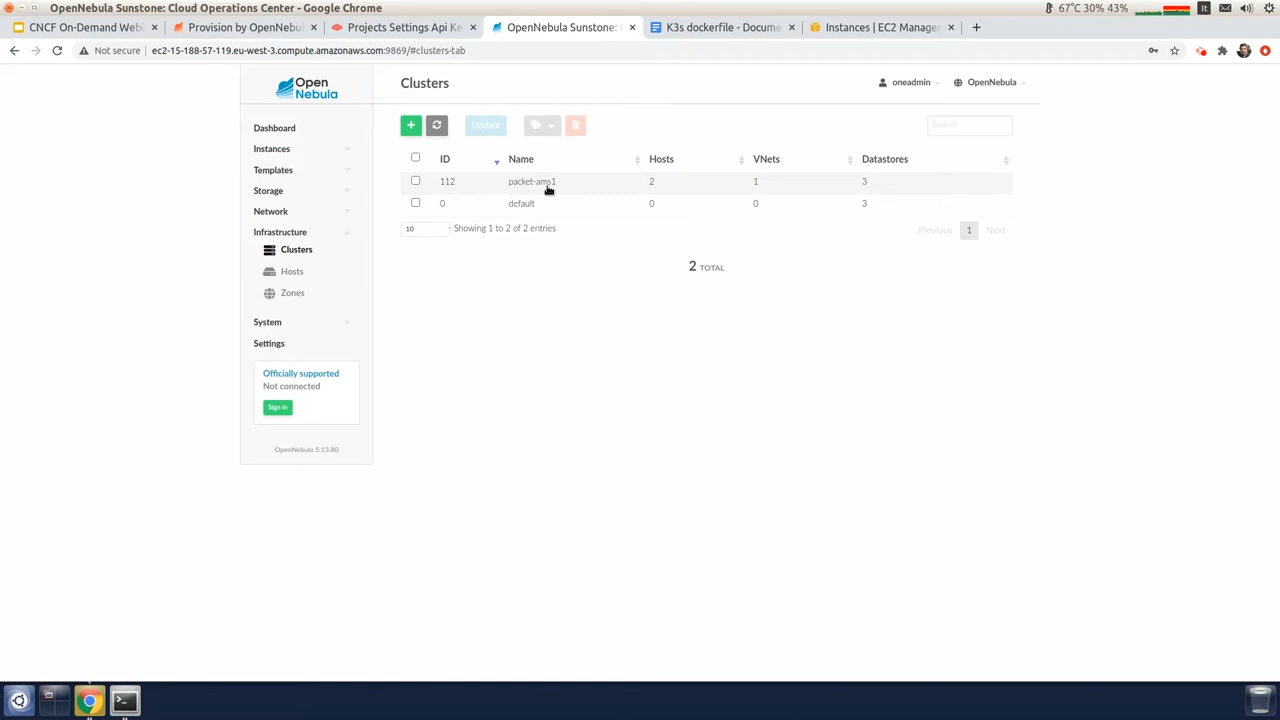 OpenNebula Sunstone: Cloud Operations Center - Google Chrome
67°C 30% 43%
It
CNCF On-Demand Webi
Provision by OpenNebul
Projects Settings Api Ke
OpenNebula Sunstone: C
K3s dockerfile - Docume
Instances | EC2 Manager
Not secure
ec2-15-188-57-119.eu-west-3.compute.amazonaws.com:9869/#clusters-tab
Open
Nebula
Clusters
oneadmin
OpenNebula
Dashboard
Instances
Templates
Storage
Network
Infrastructure
Clusters
Hosts
Zones
System
Settings
Officially supported
Not connected
Sign in
OpenNebula 5.13.80
+
Update
Search
ID Name Hosts VNets Datastores
112 packet-ams1 2 1 3
0 default 0 0 3
10
Showing 1 to 2 of 2 entries
Previous 1 Next
2 TOTAL